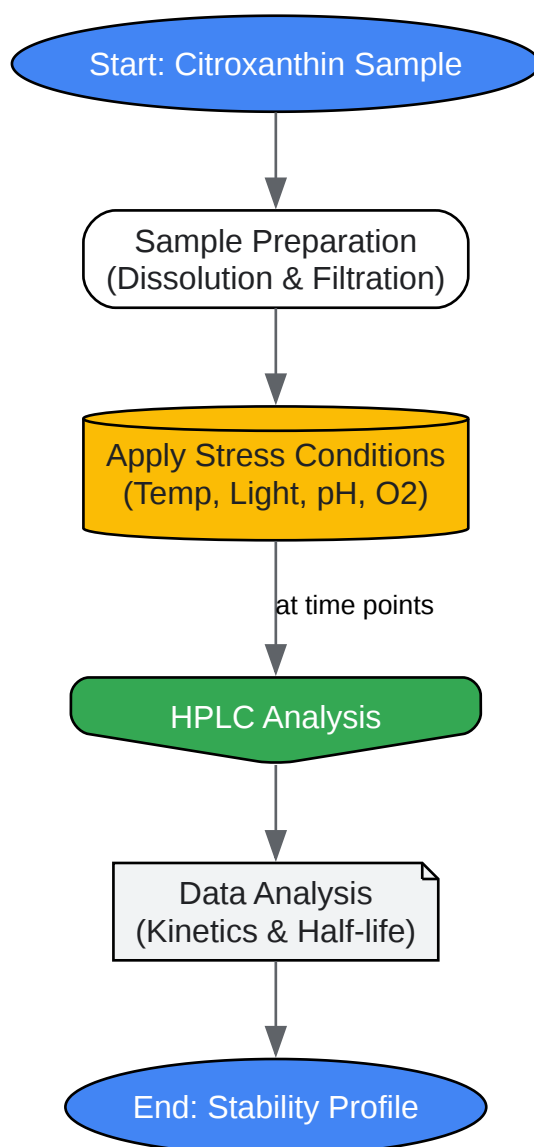 Start: Citroxanthin Sample
Sample Preparation
(Dissolution & Filtration)
Apply Stress Conditions
(Temp, Light, pH, O2)
at time points
HPLC Analysis
Data Analysis
(Kinetics & Half-life)
End: Stability Profile